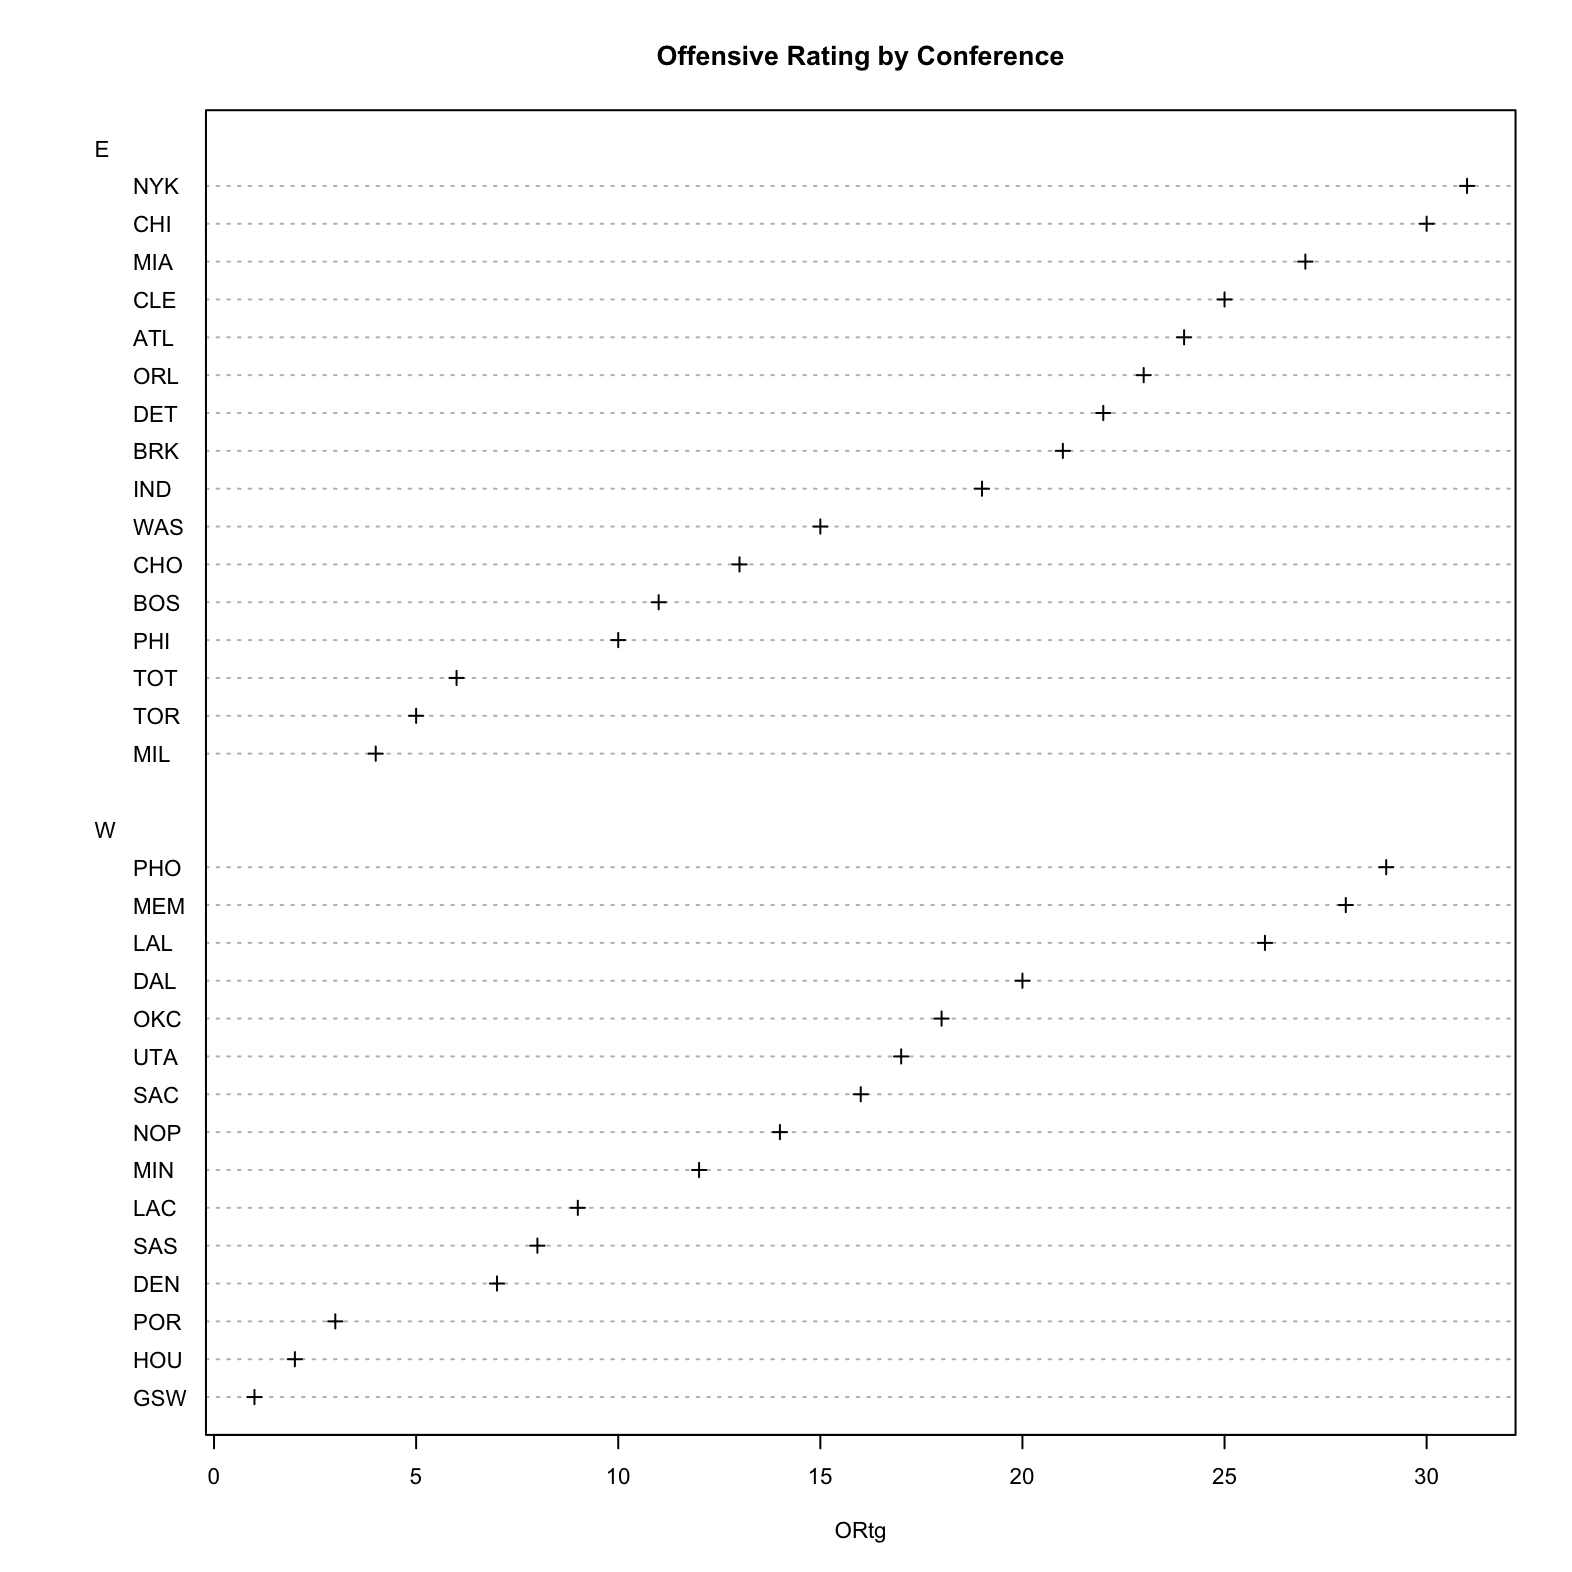 Offensive Rating by Conference
E
NYK
CHI
MIA
CLE
ATL
ORL
DET
BRK
IND
WAS
CHO
BOS
PHI
TOT
TOR
MIL
W
PHO
MEM
LAL
DAL
OKC
UTA
SAC
NOP
MIN
LAC
SAS
DEN
POR
HOU
GSW
0 5 10 15 20 25 30
ORtg